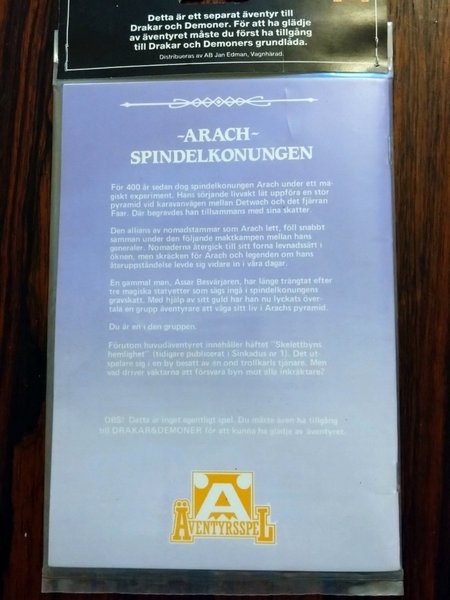 Detta är ett separat äventyr till
Drakar och Demoner. För att ha glädje
av äventyret måste du först ha tillgång
till Drakar och Demoners grundlåda.
Distribueras av AB Jan Edman, Vagnhärad.
-ARACH-
SPINDELKONUNGEN
För 400 år sedan dog spindelkonungen Arach under ett ma-
giskt experiment. Hans sörjande livvakt lät uppföra en stor
pyramid vid karavanvägen mellan Detwach och det fjärran
Faar. Där begravdes han tillsammans med sina skatter.
Den allians av nomadstammar som Arach lett, föll snabbt
samman under den följande maktkampen mellan hans
generaler. Nomaderna återgick till sitt forna levnadssätt i
öknen, men skräcken för Arach och legenden om hans
återuppståndelse levde sig vidare in i våra dagar.
En gammal man, Assar Besvärjaren, har länge trängtat efter
tre magiska statyetter som sägs ingå i spindelkonungens
gravskatt. Med hjälp av sitt guld har han nu lyckats över-
tala en grupp äventyrare att våga sitt liv i Arachs pyramid.
Du är en i den gruppen.
Förutom huvudäventyret innehåller häftet "Skelettbyns
hemlighet" (tidigare publicerat i Sinkadus nr 1). Det ut-
spelare sig i en by besatt av en ond trollkarls tjänare. Men
vad driver väktarna att försvara byn mot alla inkräktare?
OBS! Detta är inget egentligt spel. Du måste även ha tillgång
till DRAKAR&DEMONER för att kunna ha glädje av äventyret.
Ä
ÄVENTYRSSPEL